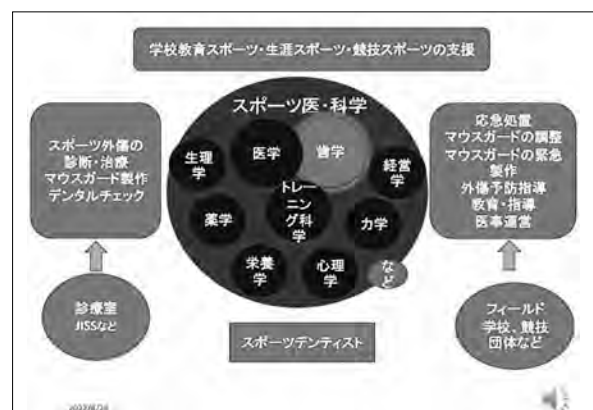 学校教育スポーツ・生涯スポーツ・競技スポーツの支援
スポーツ外傷の
診断・治療
マウスガード製作
デンタルチェック
診療室
JISSなど
スポーツ医・科学
生理
学
医学
歯学
経営
学
薬学
トレー
ニン
グ科
学
力学
栄養
学
心理
学
など
スポーツデンティスト
応急処置
マウスガードの調整
マウスガードの緊急
製作
外傷予防指導
教育・指導
医事運営
フィールド
学校、競技
団体など